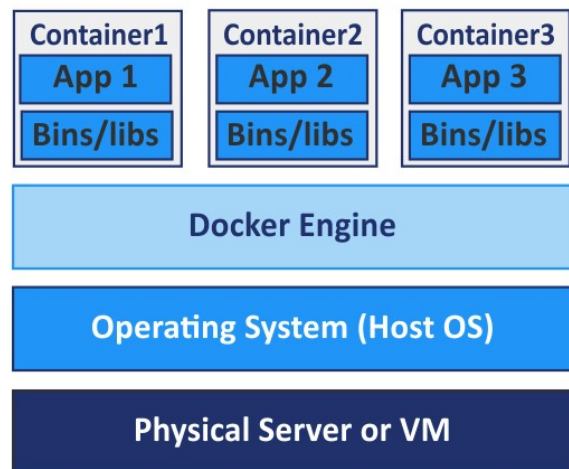 Container1
App 1
Bins/libs
Container2
App 2
Bins/libs
Container3
App 3
Bins/libs
Docker Engine
Operating System (Host OS)
Physical Server or VM